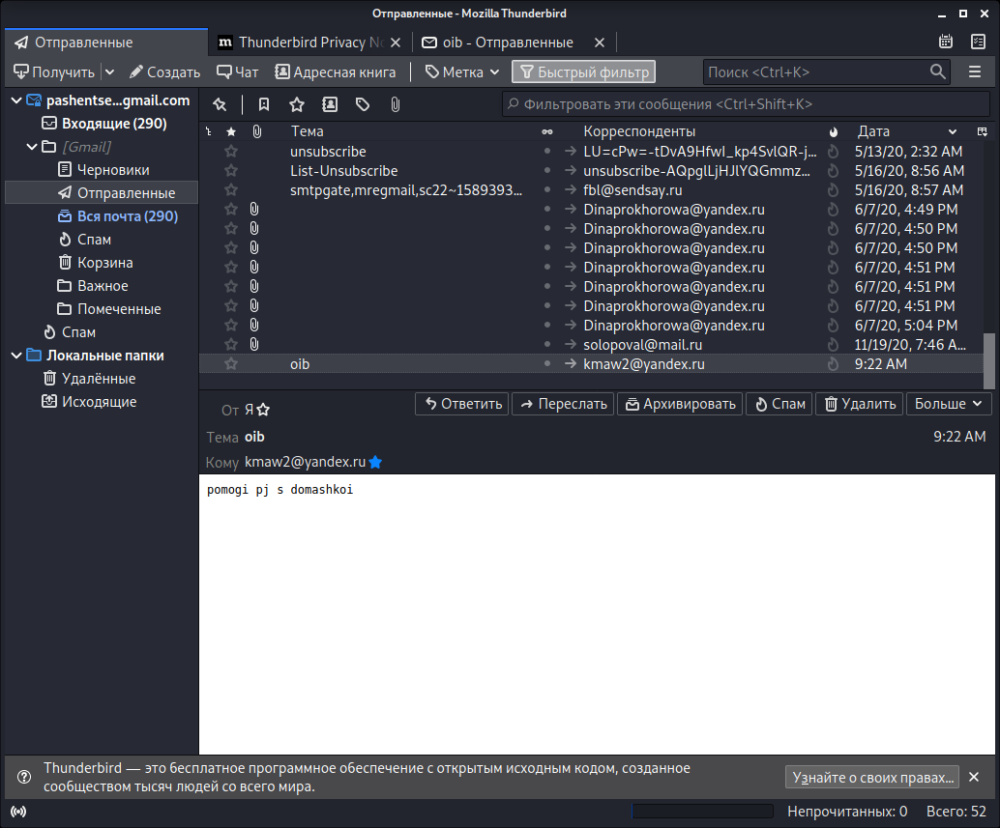 Отправленные - Mozilla Thunderbird
Отправленные
m Thunderbird Privacy No
oib - Отправленные
Получить Создать Чат Адресная книга Метка Быстрый фильтр Поиск <Ctrl+K>
pashentse...gmail.com
Входящие (290)
[Gmail]
Черновики
Отправленные
Вся почта (290)
Спам
Корзина
Важное
Помеченные
Спам
Локальные папки
Удалённые
Исходящие
Фильтровать эти сообщения <Ctrl+Shift+K>
Тема Корреспонденты Дата
unsubscribe LU=cPw=-tDvA9HfwI_kp4SvlQR-j... 5/13/20, 2:32 AM
List-Unsubscribe unsubscribe-AQpglLjHJlYQGmmz... 5/16/20, 8:56 AM
smtpgate,mregmail,sc22~1589393... fbl@sendsay.ru 5/16/20, 8:57 AM
Dinaprokhorowa@yandex.ru 6/7/20, 4:49 PM
Dinaprokhorowa@yandex.ru 6/7/20, 4:50 PM
Dinaprokhorowa@yandex.ru 6/7/20, 4:50 PM
Dinaprokhorowa@yandex.ru 6/7/20, 4:51 PM
Dinaprokhorowa@yandex.ru 6/7/20, 4:51 PM
Dinaprokhorowa@yandex.ru 6/7/20, 4:51 PM
Dinaprokhorowa@yandex.ru 6/7/20, 5:04 PM
solopoval@mail.ru 11/19/20, 7:46 A...
oib kmaw2@yandex.ru 9:22 AM
От Я Ответить Переслать Архивировать Спам Удалить Больше
Тема oib 9:22 AM
Кому kmaw2@yandex.ru
pomogi pj s domashkoi
Thunderbird — это бесплатное программное обеспечение с открытым исходным кодом, созданное
сообществом тысяч людей со всего мира.
Узнайте о своих правах...
Непрочитанных: 0 Всего: 52